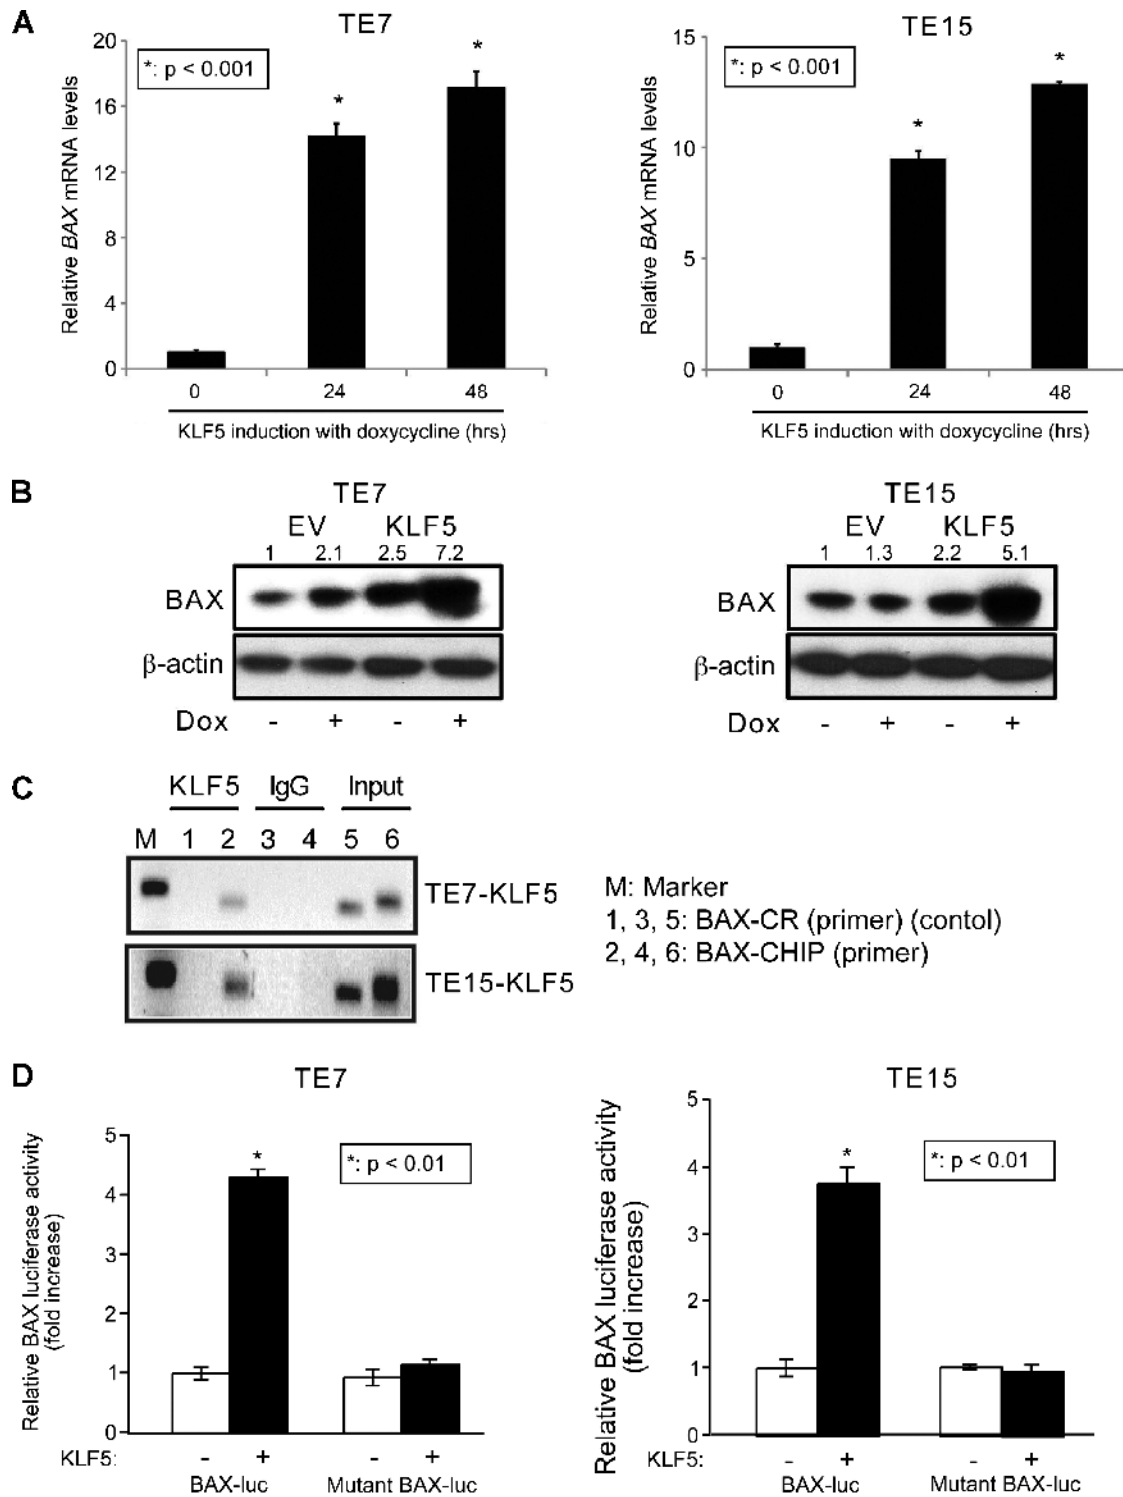 A
TE7
TE15
*: p < 0.001
*: p < 0.001
Relative BAX mRNA levels
20
16
12
8
4
0
*
*
0 24 48
KLF5 induction with doxycycline (hrs)
Relative BAX mRNA levels
15
10
5
0
*
*
0 24 48
KLF5 induction with doxycycline (hrs)
B
TE7
EV KLF5
1 2.1 2.5 7.2
BAX
β-actin
Dox - + - +
TE15
EV KLF5
1 1.3 2.2 5.1
BAX
β-actin
Dox - + - +
C
KLF5 IgG Input
M 1 2 3 4 5 6
TE7-KLF5
TE15-KLF5
M: Marker
1, 3, 5: BAX-CR (primer) (contol)
2, 4, 6: BAX-CHIP (primer)
D
TE7
Relative BAX luciferase activity
(fold increase)
5
4
3
2
1
0
*
*: p < 0.01
KLF5: - + - +
BAX-luc Mutant BAX-luc
TE15
Relative BAX luciferase activity
(fold increase)
5
4
3
2
1
0
*
*: p < 0.01
KLF5: - + - +
BAX-luc Mutant BAX-luc